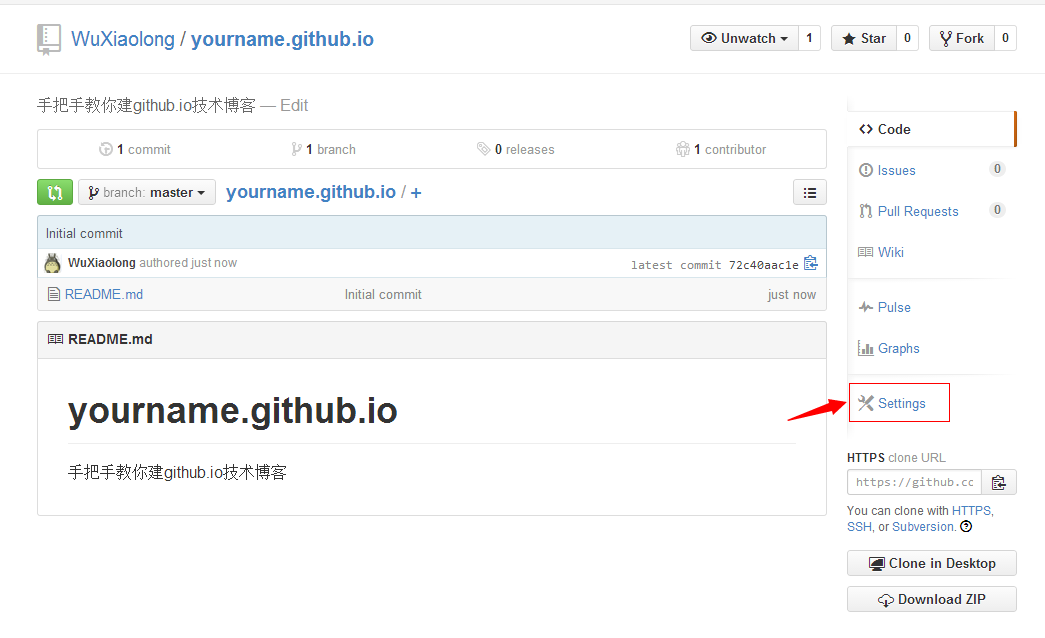 WuXiaolong / yourname.github.io
Unwatch 1
Star 0
Fork 0
手把手教你建github.io技术博客 — Edit
1 commit
1 branch
0 releases
1 contributor
branch: master
yourname.github.io / +
Initial commit
WuXiaolong authored just now
latest commit 72c40aac1e
README.md
Initial commit
just now
README.md
yourname.github.io
手把手教你建github.io技术博客
Code
Issues 0
Pull Requests 0
Wiki
Pulse
Graphs
Settings
HTTPS clone URL
https://github.cc
You can clone with HTTPS,
SSH, or Subversion.
Clone in Desktop
Download ZIP